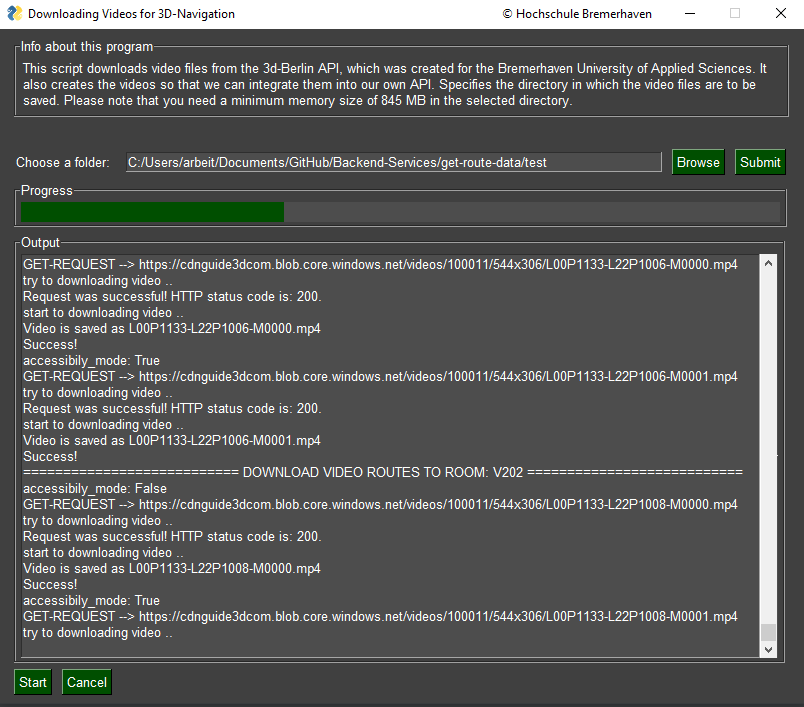 Downloading Videos for 3D-Navigation © Hochschule Bremerhaven
Info about this program
This script downloads video files from the 3d-Berlin API, which was created for the Bremerhaven University of Applied Sciences. It
also creates the videos so that we can integrate them into our own API. Specifies the directory in which the video files are to be
saved. Please note that you need a minimum memory size of 845 MB in the selected directory.
Choose a folder: C:/Users/arbeit/Documents/GitHub/Backend-Services/get-route-data/test Browse Submit
Progress
Output
GET-REQUEST --> https://cdnguide3dcom.blob.core.windows.net/videos/100011/544x306/L00P1133-L22P1006-M0000.mp4
try to downloading video ..
Request was successful! HTTP status code is: 200.
start to downloading video ..
Video is saved as L00P1133-L22P1006-M0000.mp4
Success!
accessibily_mode: True
GET-REQUEST --> https://cdnguide3dcom.blob.core.windows.net/videos/100011/544x306/L00P1133-L22P1006-M0001.mp4
try to downloading video ..
Request was successful! HTTP status code is: 200.
start to downloading video ..
Video is saved as L00P1133-L22P1006-M0001.mp4
Success!
=========================== DOWNLOAD VIDEO ROUTES TO ROOM: V202 ===========================
accessibily_mode: False
GET-REQUEST --> https://cdnguide3dcom.blob.core.windows.net/videos/100011/544x306/L00P1133-L22P1008-M0000.mp4
try to downloading video ..
Request was successful! HTTP status code is: 200.
start to downloading video ..
Video is saved as L00P1133-L22P1008-M0000.mp4
Success!
accessibily_mode: True
GET-REQUEST --> https://cdnguide3dcom.blob.core.windows.net/videos/100011/544x306/L00P1133-L22P1008-M0001.mp4
try to downloading video ..
Start Cancel